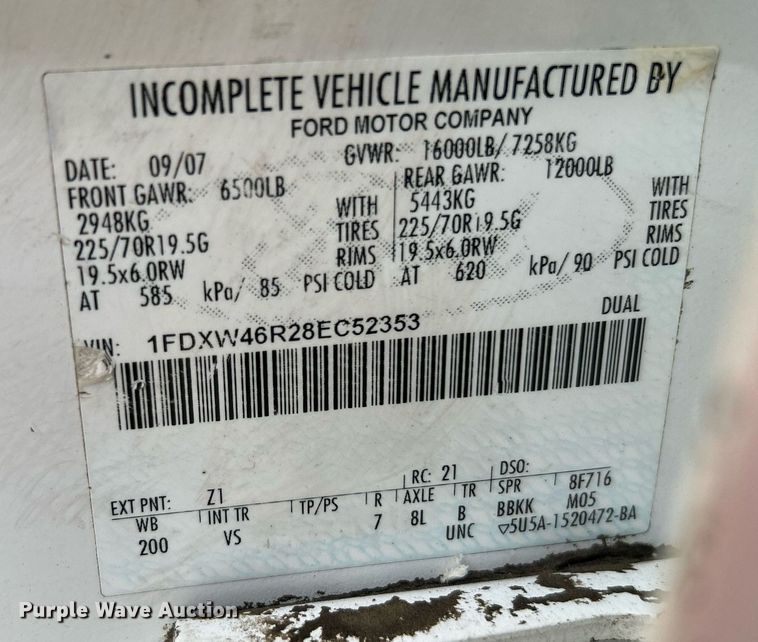 INCOMPLETE VEHICLE MANUFACTURED BY
FORD MOTOR COMPANY
DATE: 09/07 GVWR: 16000LB/ 7258KG
FRONT GAWR: 6500LB REAR GAWR: 12000LB
2948KG WITH 5443KG WITH
225/70R19.5G TIRES 225/70R19.5G TIRES
19.5x6.0RW RIMS 19.5x6.0RW RIMS
AT 585 kPa/ 85 PSI COLD AT 620 kPa/ 90 PSI COLD
DUAL
VIN: 1FDXW46R28EC52353
EXT PNT: Z1 RC: 21 DSO:
WB INT TR TP/PS R AXLE TR SPR 8F716
200 VS 7 8L B BBKK M05
UNC ▽5U5A-1520472-BA
Purple Wave Auction